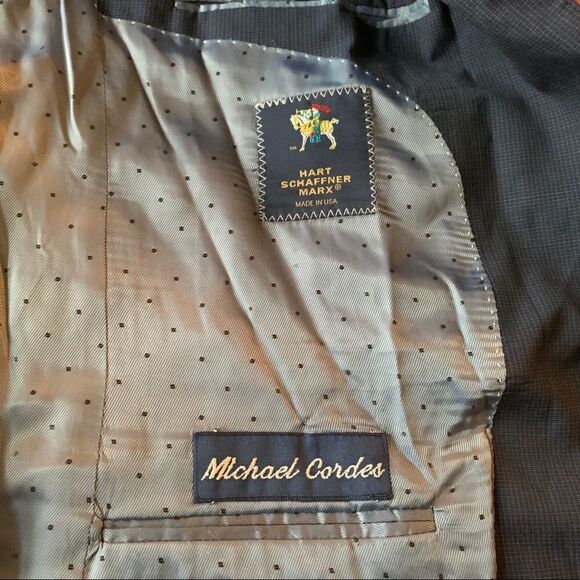 HART
SCHAFFNER
MARX®
MADE IN USA
Michael Cordes